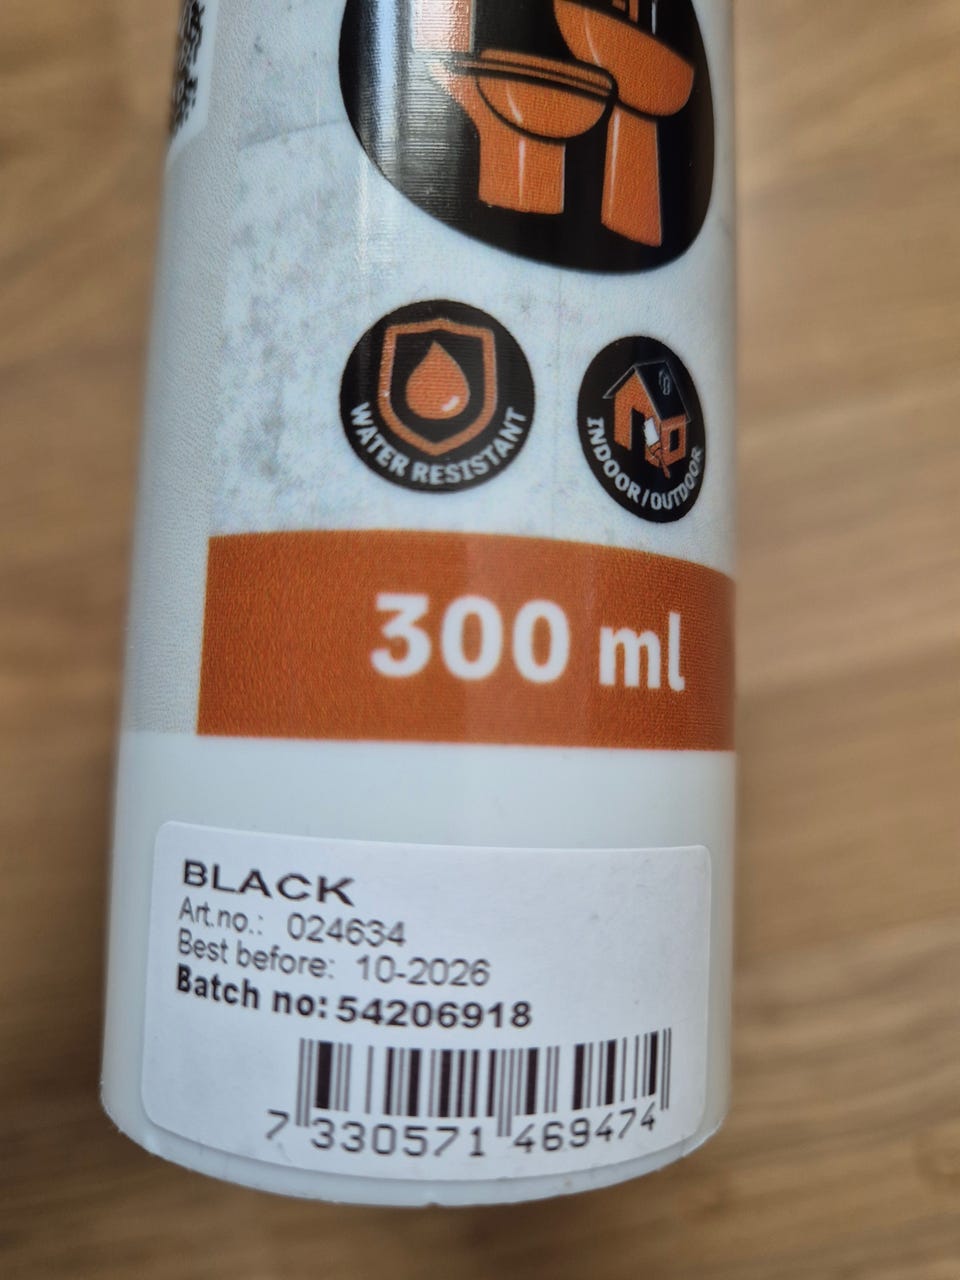 WATER RESISTANT
INDOOR/OUTDOOR
300 ml
BLACK
Art.no.: 024634
Best before: 10-2026
Batch no: 54206918
7 330571 469474